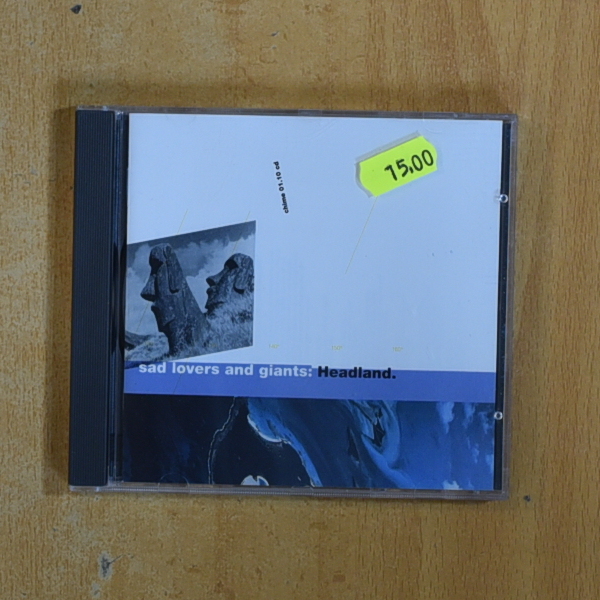 15.00
chime 01.10 cd
sad lovers and giants: Headland.